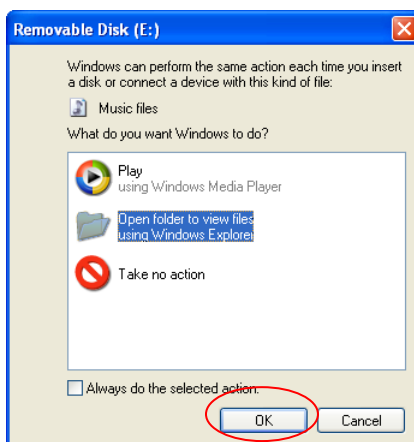 Removable Disk (E:)
Windows can perform the same action each time you insert
a disk or connect a device with this kind of file:
Music files
What do you want Windows to do?
Play
using Windows Media Player
Open folder to view files
using Windows Explorer
Take no action
Always do the selected action.
OK
Cancel